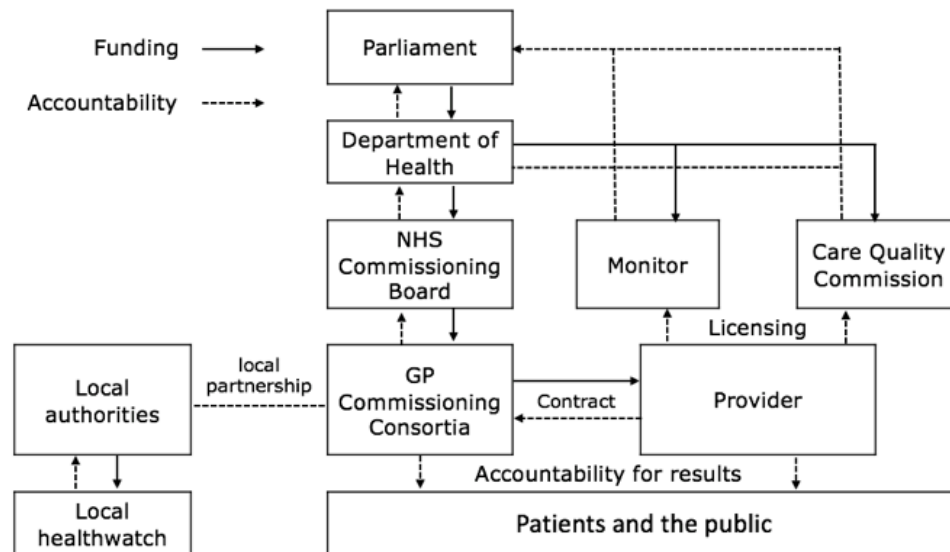 Funding
Accountability
Parliament
Department of
Health
NHS
Commissioning
Board
Monitor
Care Quality
Commission
Licensing
Local
authorities
local
partnership
GP
Commissioning
Consortia
Contract
Provider
Accountability for results
Local
healthwatch
Patients and the public